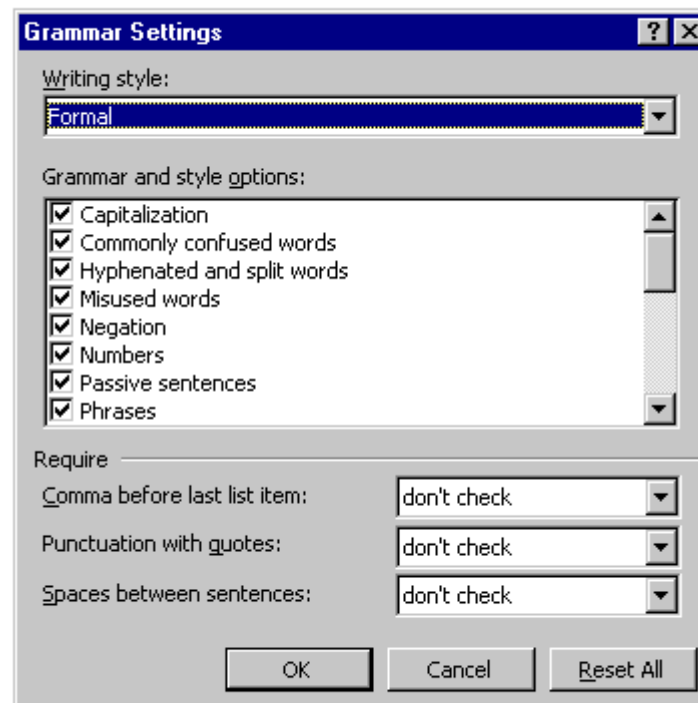 Grammar Settings
Writing style:
Formal
Grammar and style options:
Capitalization
Commonly confused words
Hyphenated and split words
Misused words
Negation
Numbers
Passive sentences
Phrases
Require
Comma before last list item: don't check
Punctuation with quotes: don't check
Spaces between sentences: don't check
OK Cancel Reset All